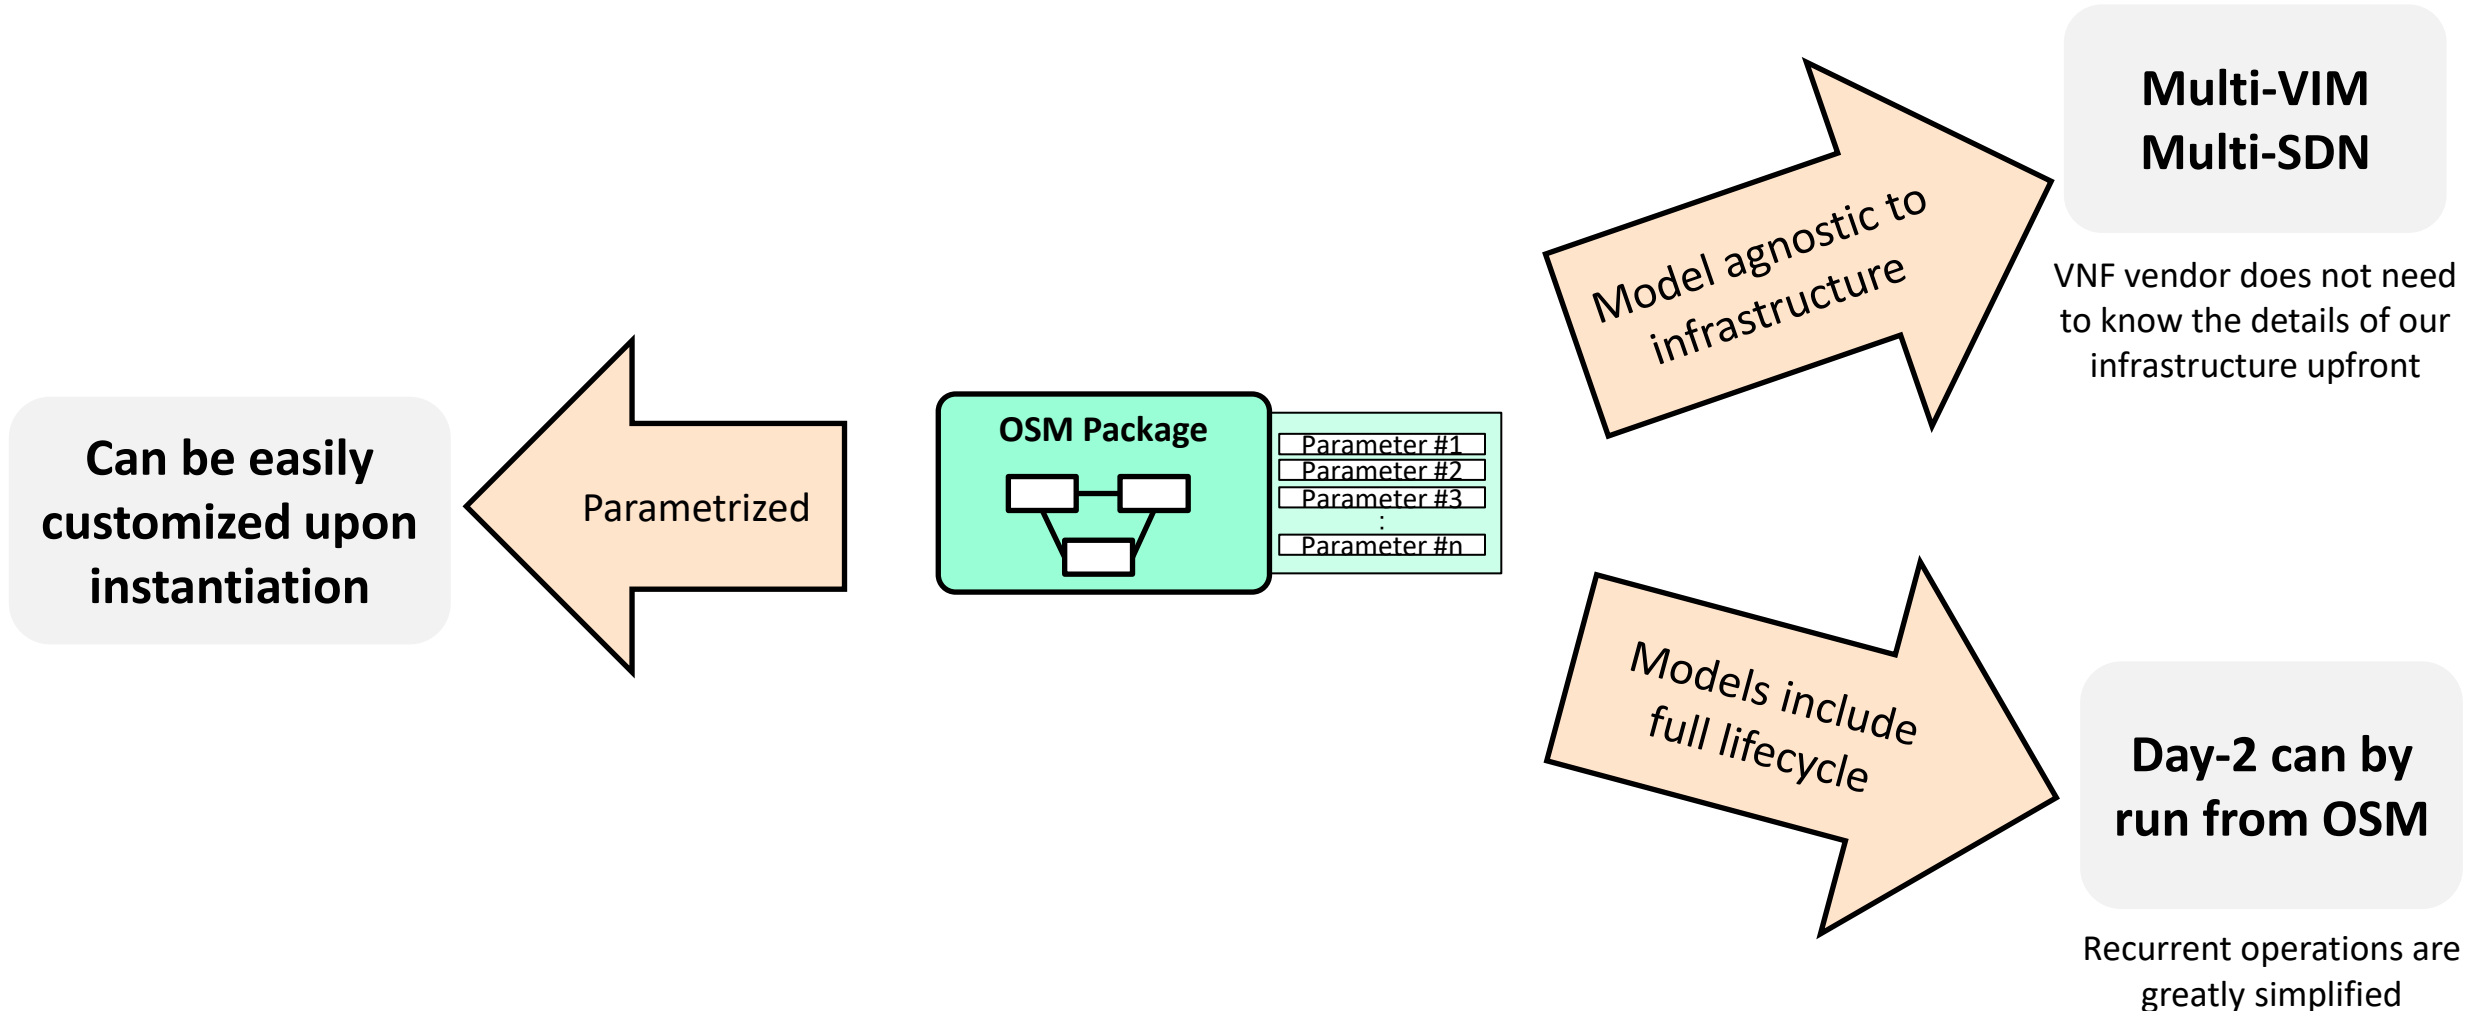 Can be easily
customized upon
instantiation
Parametrized
OSM Package
Parameter #1
Parameter #2
Parameter #3
:
Parameter #n
Model agnostic to
infrastructure
Multi-VIM
Multi-SDN
VNF vendor does not need
to know the details of our
infrastructure upfront
Models include
full lifecycle
Day-2 can by
run from OSM
Recurrent operations are
greatly simplified